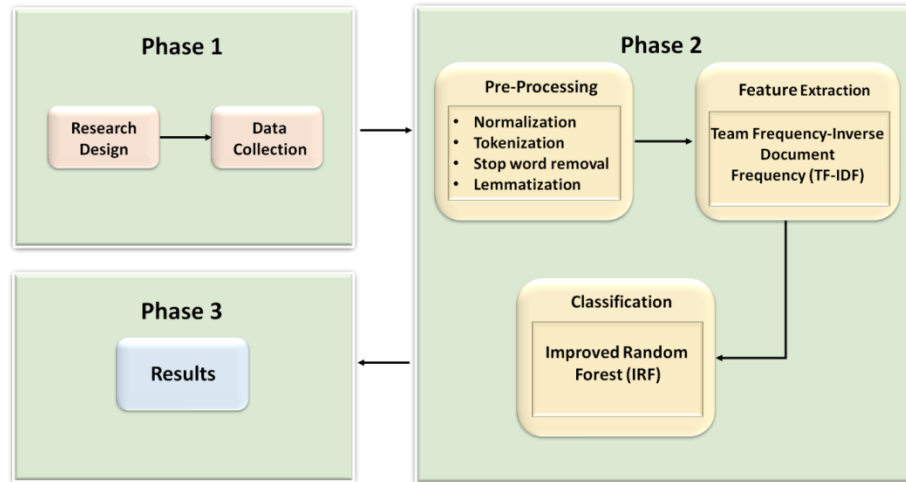 Phase 1
Research
Design
Data
Collection
Phase 2
Pre-Processing
• Normalization
• Tokenization
• Stop word removal
• Lemmatization
Feature Extraction
Team Frequency-Inverse
Document
Frequency (TF-IDF)
Classification
Improved Random
Forest (IRF)
Phase 3
Results